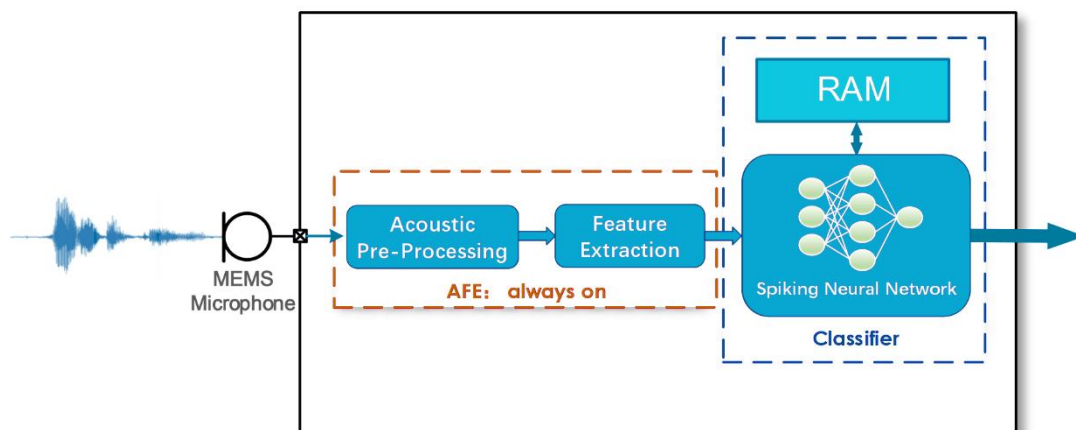 MEMS
Microphone
Acoustic
Pre-Processing
Feature
Extraction
AFE： always on
RAM
Spiking Neural Network
Classifier